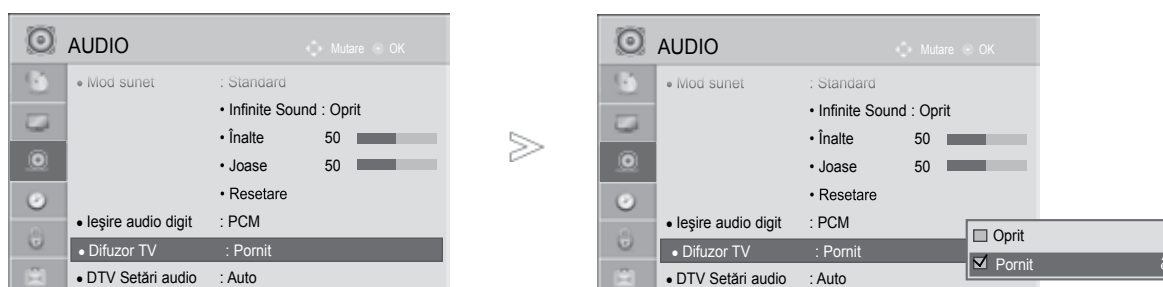 AUDIO
Mutare OK
• Mod sunet : Standard
• Infinite Sound : Oprit
• Înalte 50
• Joase 50
• Resetare
• Ieşire audio digit : PCM
• Difuzor TV : Pornit
• DTV Setări audio : Auto
AUDIO
Mutare OK
• Mod sunet : Standard
• Infinite Sound : Oprit
• Înalte 50
• Joase 50
• Resetare
• Ieşire audio digit : PCM
• Difuzor TV : Pornit
• DTV Setări audio : Auto
Oprit
Pornit